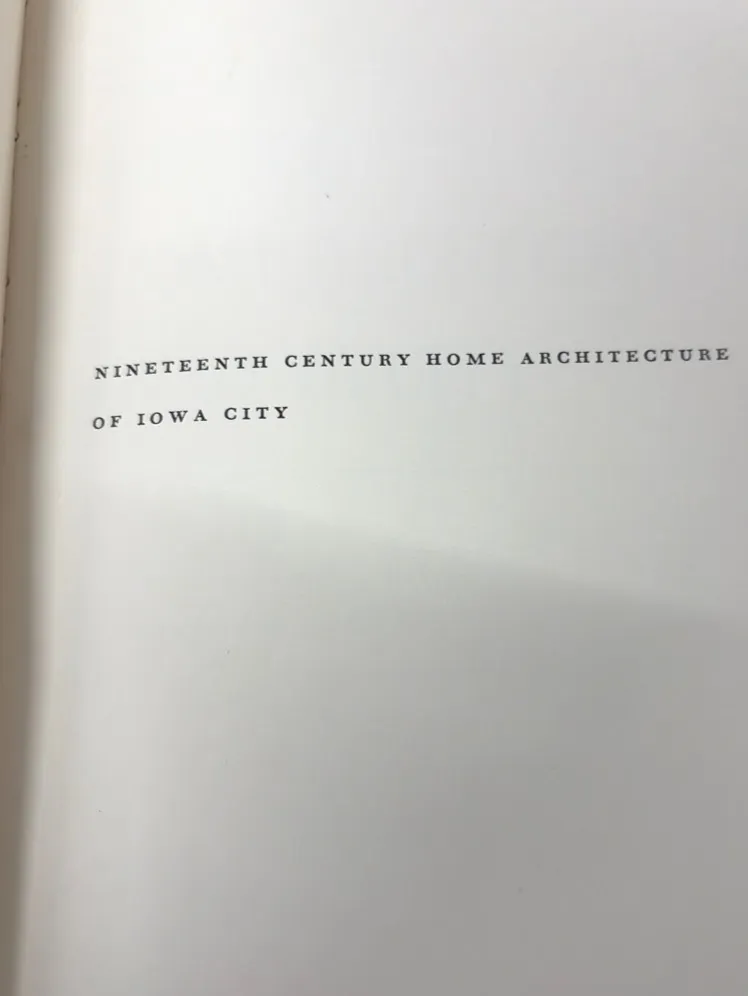 NINETEENTH CENTURY HOME ARCHITECTURE
OF IOWA CITY